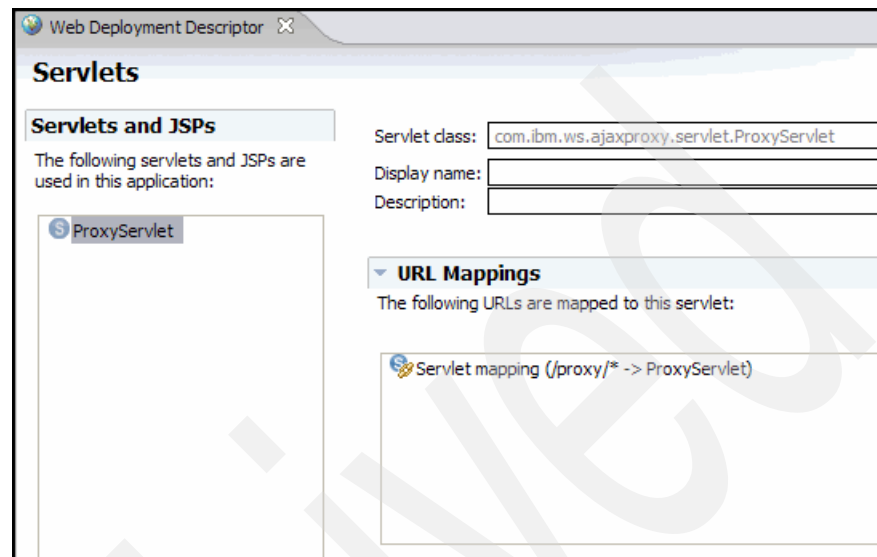 Web Deployment Descriptor
Servlets
Servlets and JSPs
The following servlets and JSPs are
used in this application:
ProxyServlet
Servlet class: com.ibm.ws.ajaxproxy.servlet.ProxyServlet
Display name:
Description:
URL Mappings
The following URLs are mapped to this servlet:
Servlet mapping (/proxy/* -> ProxyServlet)